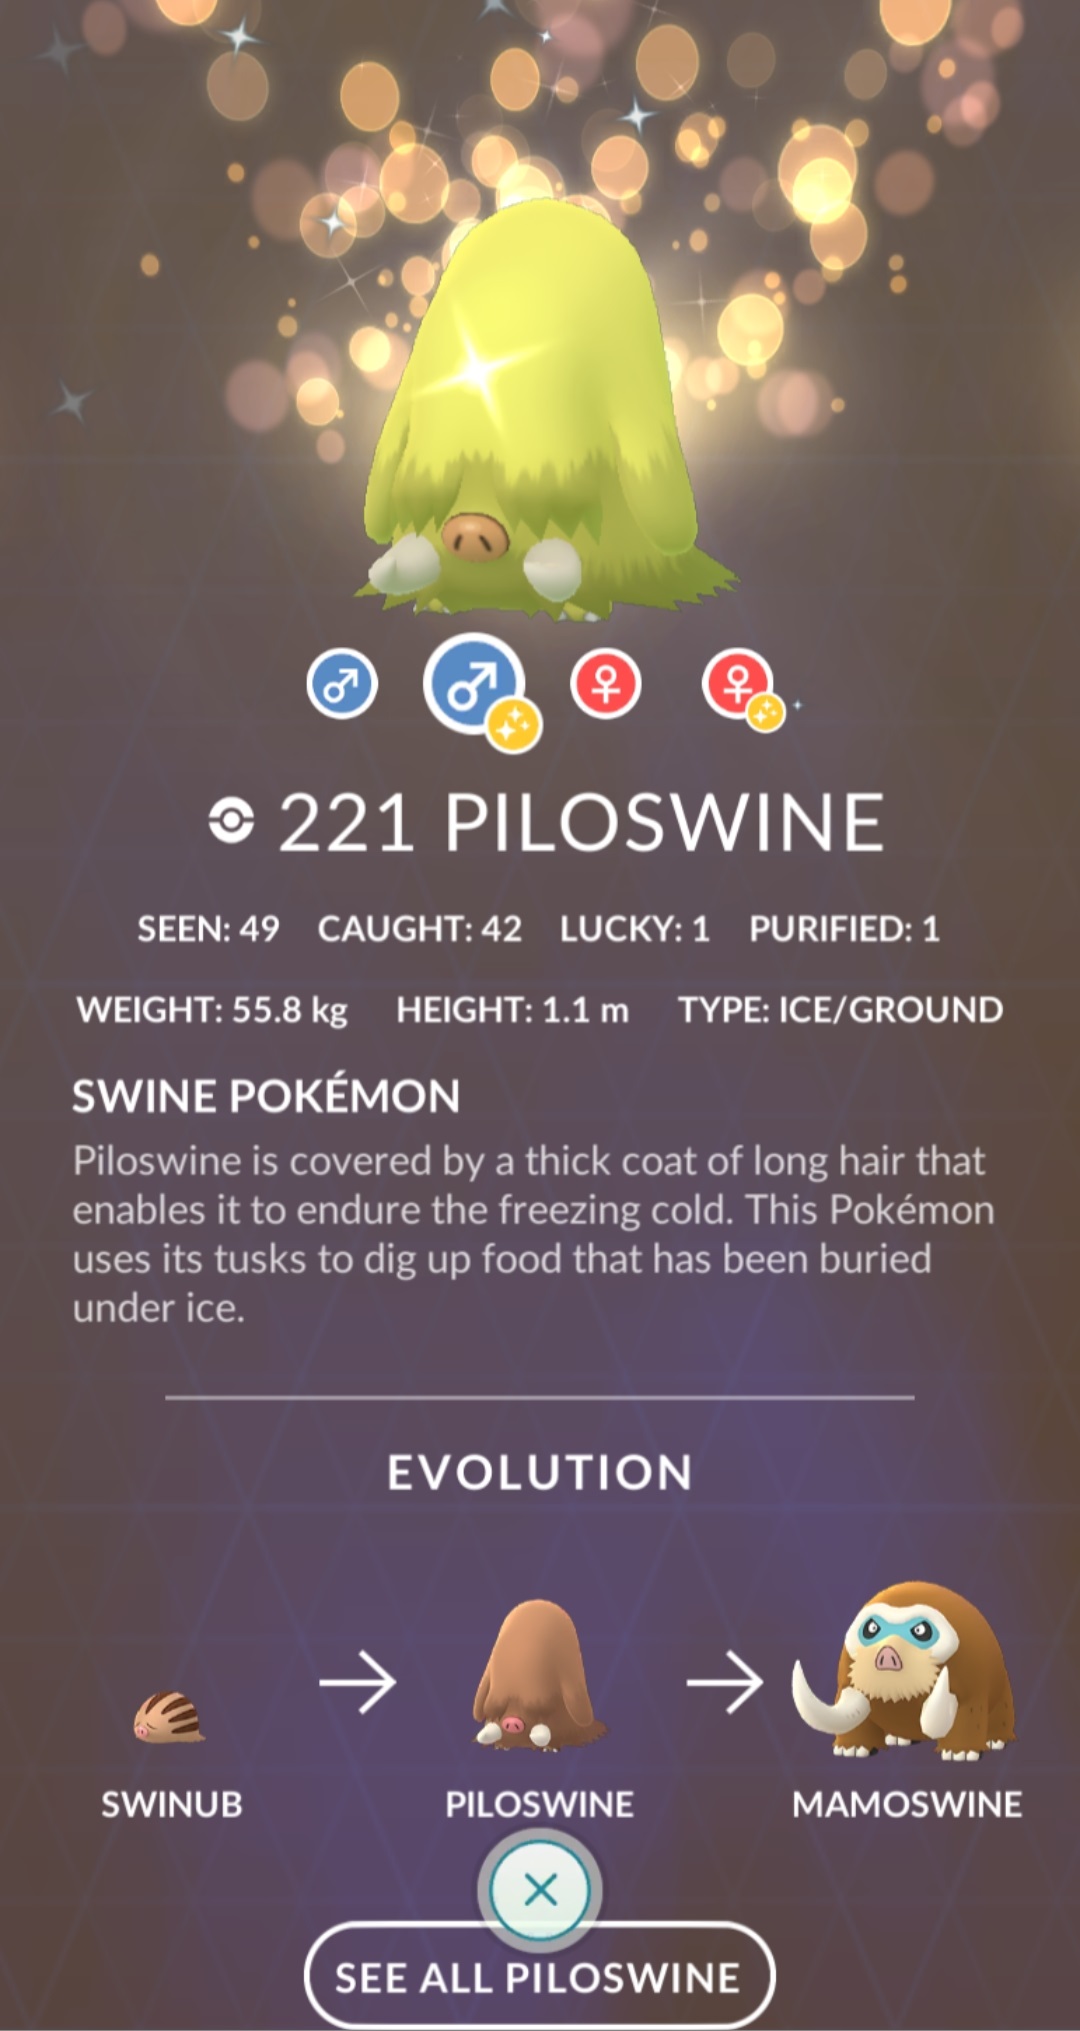 221 PILOSWINE
SEEN: 49 CAUGHT: 42 LUCKY: 1 PURIFIED: 1
WEIGHT: 55.8 kg HEIGHT: 1.1 m TYPE: ICE/GROUND
SWINE POKÉMON
Piloswine is covered by a thick coat of long hair that
enables it to endure the freezing cold. This Pokémon
uses its tusks to dig up food that has been buried
under ice.
EVOLUTION
SWINUB PILOSWINE MAMOSWINE
SEE ALL PILOSWINE